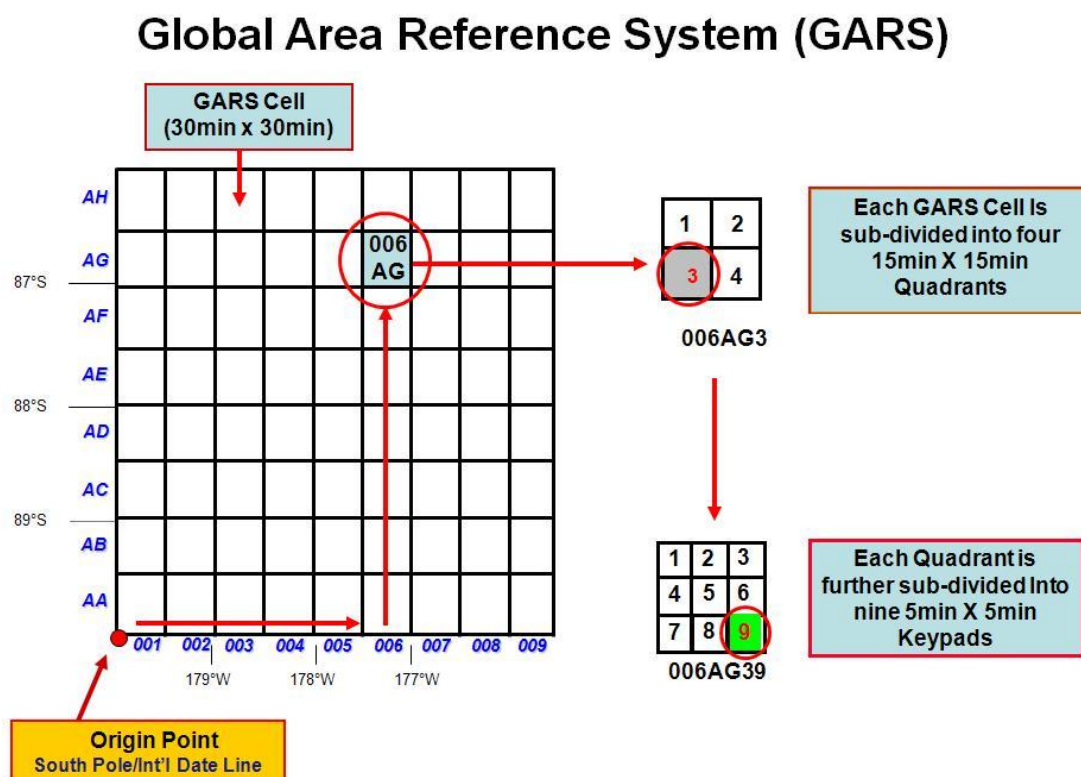 Global Area Reference System (GARS)
GARS Cell
(30min x 30min)
AH
AG
87°S
AF
AE
88°S
AD
AC
89°S
AB
AA
006
AG
001 002 003 004 005 006 007 008 009
179°W 178°W 177°W
Origin Point
South Pole/Int'l Date Line
1 2
3 4
006AG3
Each GARS Cell Is
sub-divided into four
15min X 15min
Quadrants
1 2 3
4 5 6
7 8 9
006AG39
Each Quadrant is
further sub-divided Into
nine 5min X 5min
Keypads